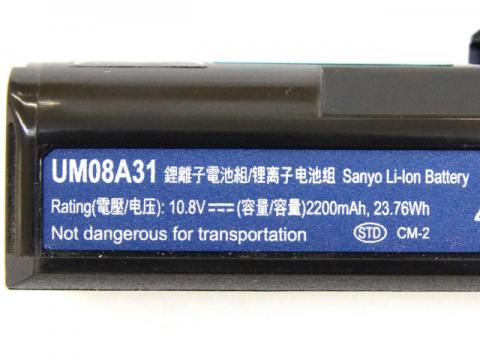 UM08A31 鋰離子電池組/锂离子电池组 Sanyo Li-Ion Battery
Rating(電壓/电压): 10.8V⎓(容量/容量)2200mAh, 23.76Wh
Not dangerous for transportation STD CM-2